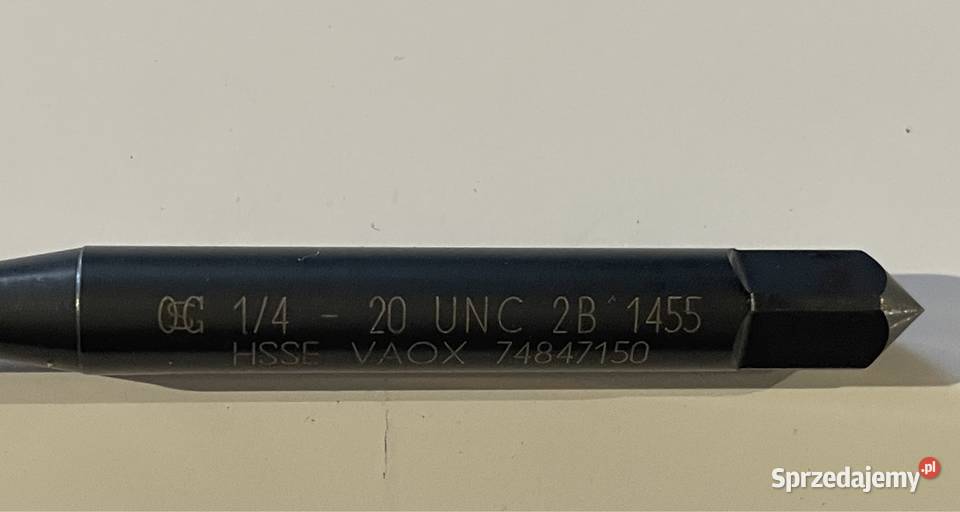 OSG 1/4 - 20 UNC 2B^1455
HSSE VAOX 74847150
Sprzedajemy.pl